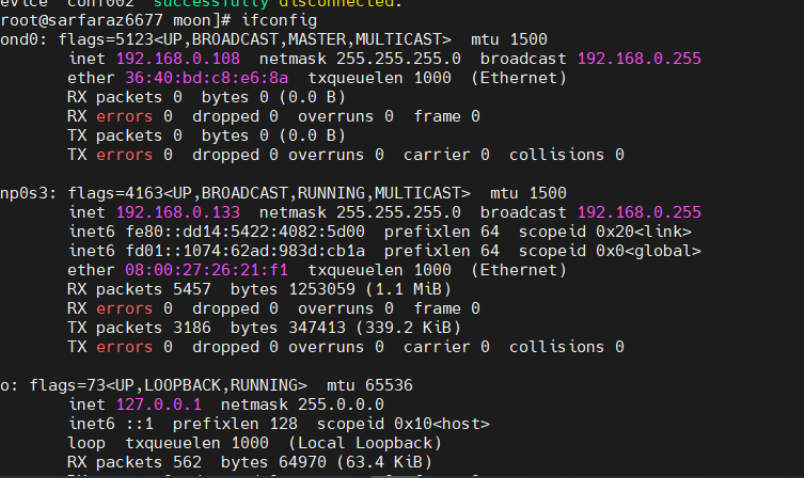 evice 'conf002' successfully disconnected.
root@sarfaraz6677 moon]# ifconfig
ond0: flags=5123<UP,BROADCAST,MASTER,MULTICAST>  mtu 1500
inet 192.168.0.108  netmask 255.255.255.0  broadcast 192.168.0.255
ether 36:40:bd:c8:e6:8a  txqueuelen 1000  (Ethernet)
RX packets 0  bytes 0 (0.0 B)
RX errors 0  dropped 0  overruns 0  frame 0
TX packets 0  bytes 0 (0.0 B)
TX errors 0  dropped 0 overruns 0  carrier 0  collisions 0
np0s3: flags=4163<UP,BROADCAST,RUNNING,MULTICAST>  mtu 1500
inet 192.168.0.133  netmask 255.255.255.0  broadcast 192.168.0.255
inet6 fe80::dd14:5422:4082:5d00  prefixlen 64  scopeid 0x20<link>
inet6 fd01::1074:62ad:983d:cb1a  prefixlen 64  scopeid 0x0<global>
ether 08:00:27:26:21:f1  txqueuelen 1000  (Ethernet)
RX packets 5457  bytes 1253059 (1.1 MiB)
RX errors 0  dropped 0  overruns 0  frame 0
TX packets 3186  bytes 347413 (339.2 KiB)
TX errors 0  dropped 0 overruns 0  carrier 0  collisions 0
o: flags=73<UP,LOOPBACK,RUNNING>  mtu 65536
inet 127.0.0.1  netmask 255.0.0.0
inet6 ::1  prefixlen 128  scopeid 0x10<host>
loop  txqueuelen 1000  (Local Loopback)
RX packets 562  bytes 64970 (63.4 KiB)